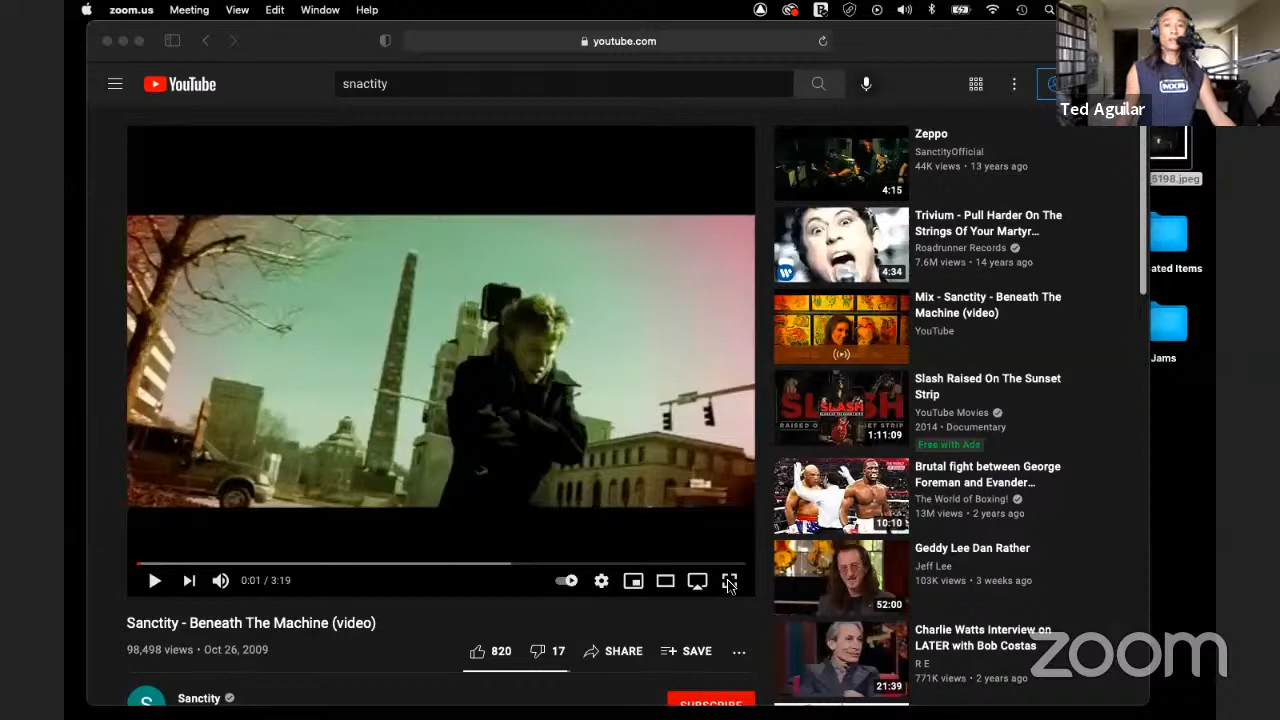 zoom.us Meeting View Edit Window Help
youtube.com
YouTube
snactity
Ted Aguilar
MXR
5198.jpeg
ated Items
Jams
0:01 / 3:19
Sanctity - Beneath The Machine (video)
98,498 views • Oct 26, 2009
820
17
SHARE
SAVE
S
Sanctity
SUBSCRIBE
4:15
Zeppo
SanctityOfficial
44K views • 13 years ago
4:34
Trivium - Pull Harder On The
Strings Of Your Martyr...
Roadrunner Records
7.6M views • 14 years ago
Mix - Sanctity - Beneath The
Machine (video)
YouTube
SLASH
RAISED O
SET STRIP
1:11:09
Slash Raised On The Sunset
Strip
YouTube Movies
2014 • Documentary
Free with Ads
10:10
Brutal fight between George
Foreman and Evander...
The World of Boxing!
13M views • 2 years ago
52:00
Geddy Lee Dan Rather
Jeff Lee
103K views • 3 weeks ago
21:39
Charlie Watts Interview on
LATER with Bob Costas
R E
771K views • 2 years ago
zoom